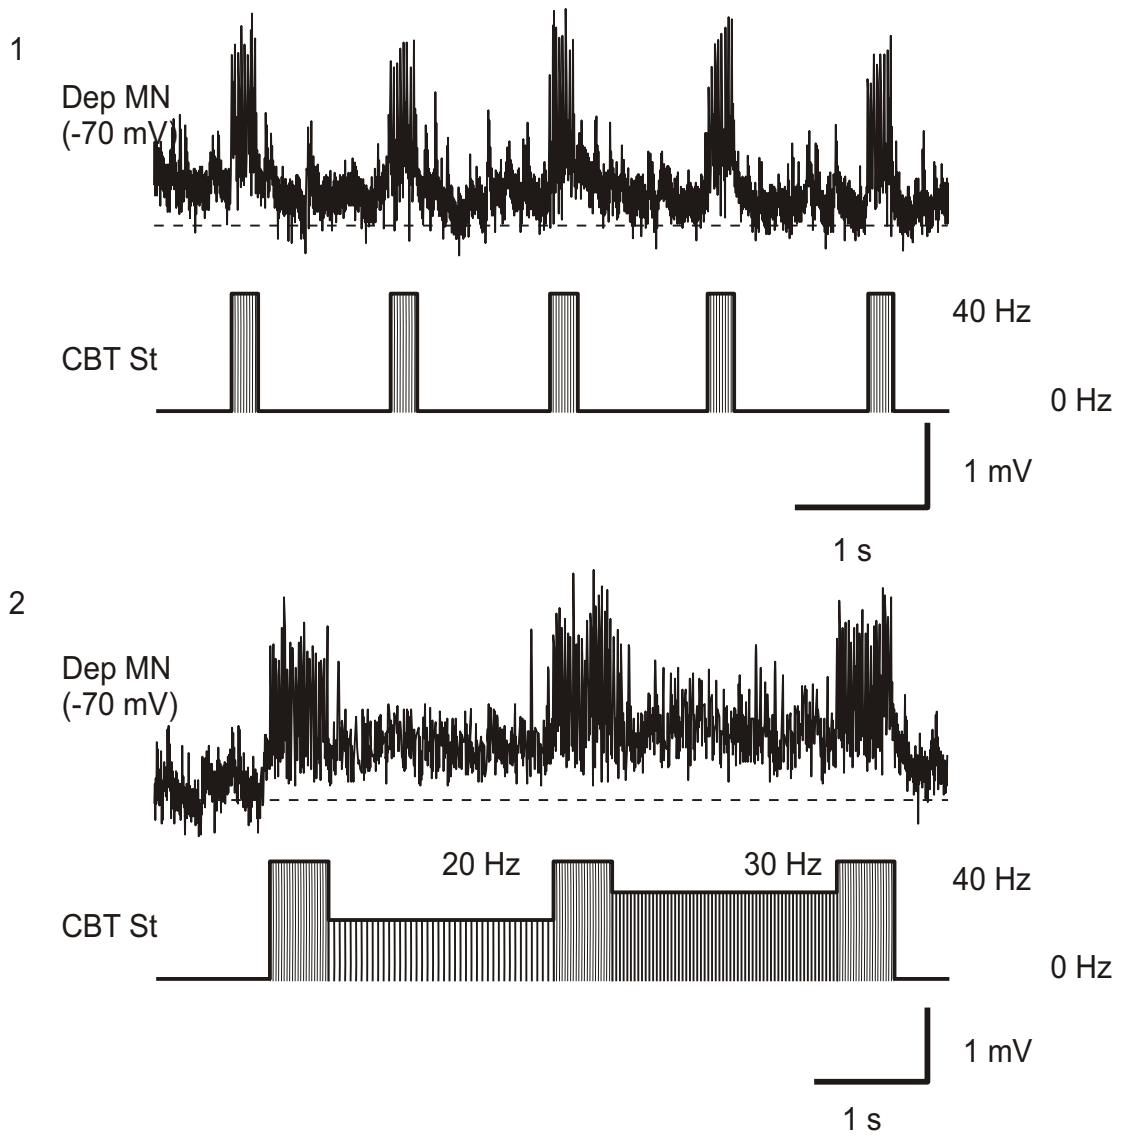 1
Dep MN
(-70 mV)
40 Hz
CBT St
0 Hz
1 mV
1 s
2
Dep MN
(-70 mV)
20 Hz
30 Hz
40 Hz
CBT St
0 Hz
1 mV
1 s